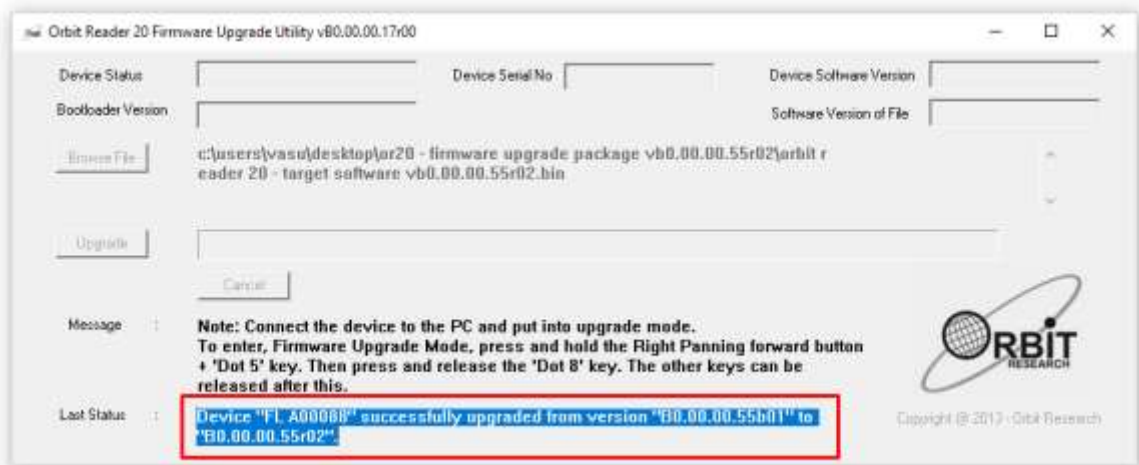 Orbit Reader 20 Firmware Upgrade Utility vB0.00.00.17r00
Device Status
Device Serial No
Device Software Version
Bootloader Version
Software Version of File
Browse File
c:\users\vasu\desktop\or20 - firmware upgrade package vb0.00.00.55r02\orbit r
eader 20 - target software vb0.00.00.55r02.bin
Upgrade
Cancel
Message :
Note: Connect the device to the PC and put into upgrade mode.
To enter, Firmware Upgrade Mode, press and hold the Right Panning forward button
+ 'Dot 5' key. Then press and release the 'Dot 8' key. The other keys can be
released after this.
ORBIT
RESEARCH
Last Status :
Device "FL A00088" successfully upgraded from version "B0.00.00.55b01" to
"B0.00.00.55r02".
Copyright @ 2013 - Orbit Research